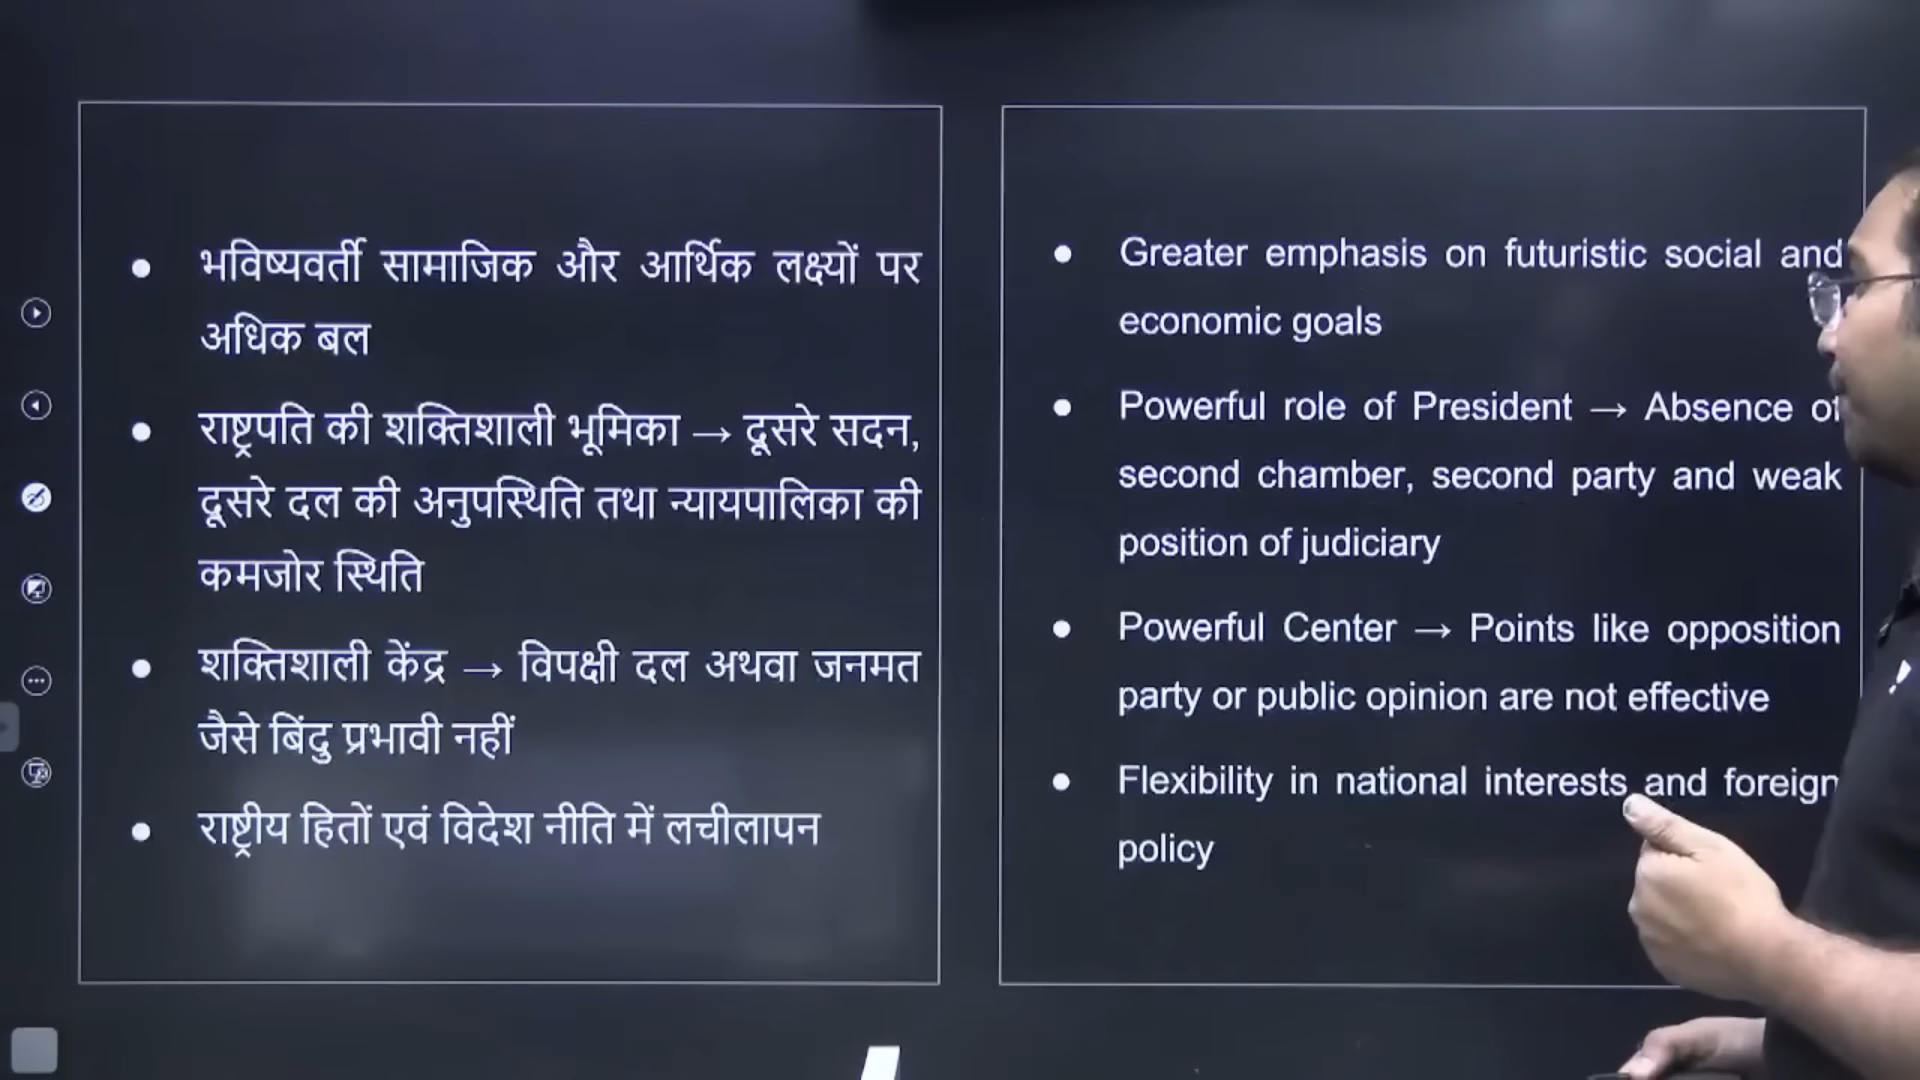 भविष्यवर्ती सामाजिक और आर्थिक लक्ष्यों पर
अधिक बल
राष्ट्रपति की शक्तिशाली भूमिका → दूसरे सदन,
दूसरे दल की अनुपस्थिति तथा न्यायपालिका की
कमजोर स्थिति
शक्तिशाली केंद्र → विपक्षी दल अथवा जनमत
जैसे बिंदु प्रभावी नहीं
राष्ट्रीय हितों एवं विदेश नीति में लचीलापन
Greater emphasis on futuristic social and
economic goals
Powerful role of President → Absence of
second chamber, second party and weak
position of judiciary
Powerful Center → Points like opposition
party or public opinion are not effective
Flexibility in national interests and foreign
policy